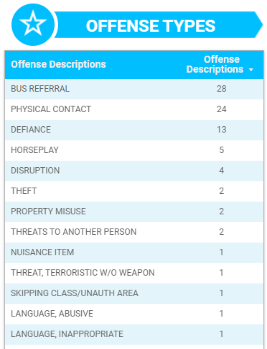 OFFENSE TYPES
Offense Descriptions Offense
Descriptions
BUS REFERRAL 28
PHYSICAL CONTACT 24
DEFIANCE 13
HORSEPLAY 5
DISRUPTION 4
THEFT 2
PROPERTY MISUSE 2
THREATS TO ANOTHER PERSON 2
NUISANCE ITEM 1
THREAT, TERRORISTIC W/O WEAPON 1
SKIPPING CLASS/UNAUTH AREA 1
LANGUAGE, ABUSIVE 1
LANGUAGE, INAPPROPRIATE 1